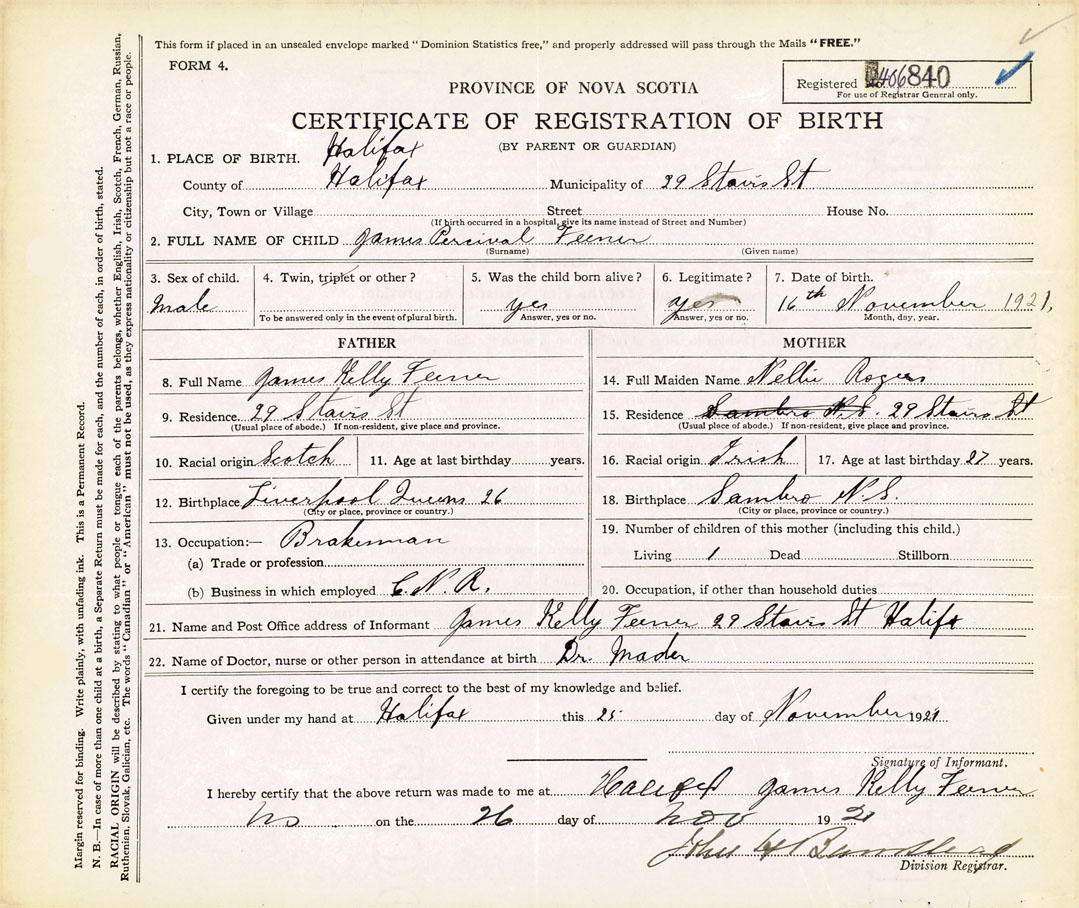 This form if placed in an unsealed envelope marked "Dominion Statistics free," and properly addressed will pass through the Mails "FREE."
FORM 4.
Registered No. 406840
For use of Registrar General only.
PROVINCE OF NOVA SCOTIA
CERTIFICATE OF REGISTRATION OF BIRTH
(BY PARENT OR GUARDIAN)
Halifax
1. PLACE OF BIRTH.
County of Halifax Municipality of 29 Stairs St
City, Town or Village Street House No.
(If birth occurred in a hospital, give its name instead of Street and Number)
2. FULL NAME OF CHILD James Percival Feener
(Surname) (Given name)
3. Sex of child. 4. Twin, triplet or other? 5. Was the child born alive? 6. Legitimate? 7. Date of birth.
Male yes yes 16th November 1921,
To be answered only in the event of plural birth. Answer, yes or no. Answer, yes or no. Month, day, year.
FATHER
8. Full Name James Kelly Feener
9. Residence 29 Stairs St
(Usual place of abode.) If non-resident, give place and province.
10. Racial origin Scotch 11. Age at last birthday years.
12. Birthplace Liverpool Queens 26
(City or place, province or country.)
13. Occupation:— Brakeman
(a) Trade or profession
(b) Business in which employed C. N. R.
MOTHER
14. Full Maiden Name Nellie Rogers
15. Residence Sambro N.S. 29 Stairs St
(Usual place of abode.) If non-resident, give place and province.
16. Racial origin Irish 17. Age at last birthday 27 years.
18. Birthplace Sambro N.S.
(City or place, province or country.)
19. Number of children of this mother (including this child.)
Living 1 Dead Stillborn
20. Occupation, if other than household duties
21. Name and Post Office address of Informant James Kelly Feener 29 Stairs St Halifx
22. Name of Doctor, nurse or other person in attendance at birth Dr. Mader
I certify the foregoing to be true and correct to the best of my knowledge and belief.
Given under my hand at Halifax this 25 day of November 1921
Signature of Informant.
I hereby certify that the above return was made to me at Halifax James Kelly Feener
NS on the 26 day of Nov 1921
John H
Division Registrar.
Margin reserved for binding. Write plainly, with unfading ink. This is a Permanent Record.
N. B.—In case of more than one child at a birth, a Separate Return must be made for each, and the number of each, in order of birth, stated.
RACIAL ORIGIN will be described by stating to what people or tongue each of the parents belongs, whether English, Irish, Scotch, French, German, Russian,
Ruthenian, Slovak, Galician, etc. The words "Canadian" or "American" must not be used, as they express nationality or citizenship but not a race or people.